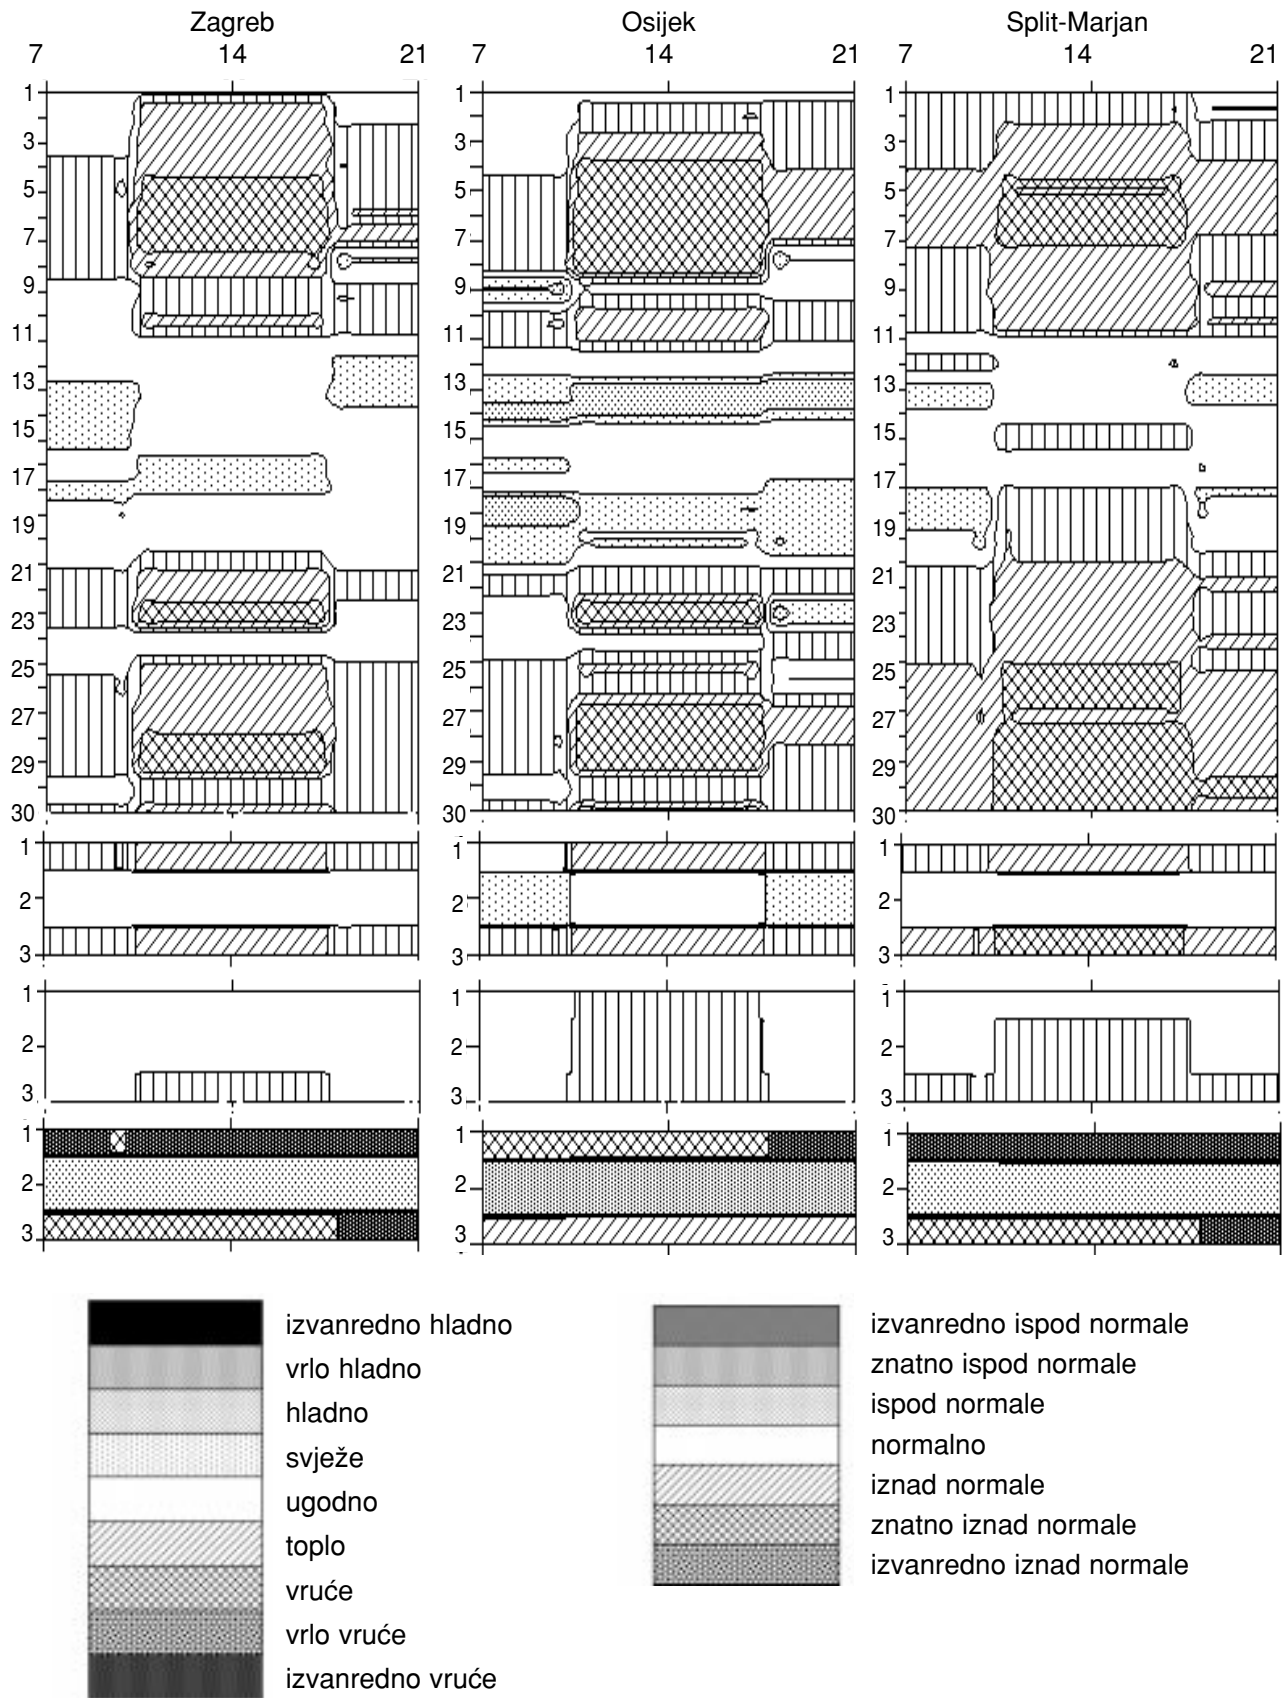 Zagreb Osijek Split-Marjan
7 14 21 7 14 21 7 14 21
1 1 1
3 3 3
5 5 5
7 7 7
9 9 9
11 11 11
13 13 13
15 15 15
17 17 17
19 19 19
21 21 21
23 23 23
25 25 25
27 27 27
29 29 29
30 30 30
1 1 1
2 2 2
3 3 3
1 1 1
2 2 2
3 3 3
1 1 1
2 2 2
3 3 3
izvanredno hladno
vrlo hladno
hladno
svježe
ugodno
toplo
vruće
vrlo vruće
izvanredno vruće
izvanredno ispod normale
znatno ispod normale
ispod normale
normalno
iznad normale
znatno iznad normale
izvanredno iznad normale